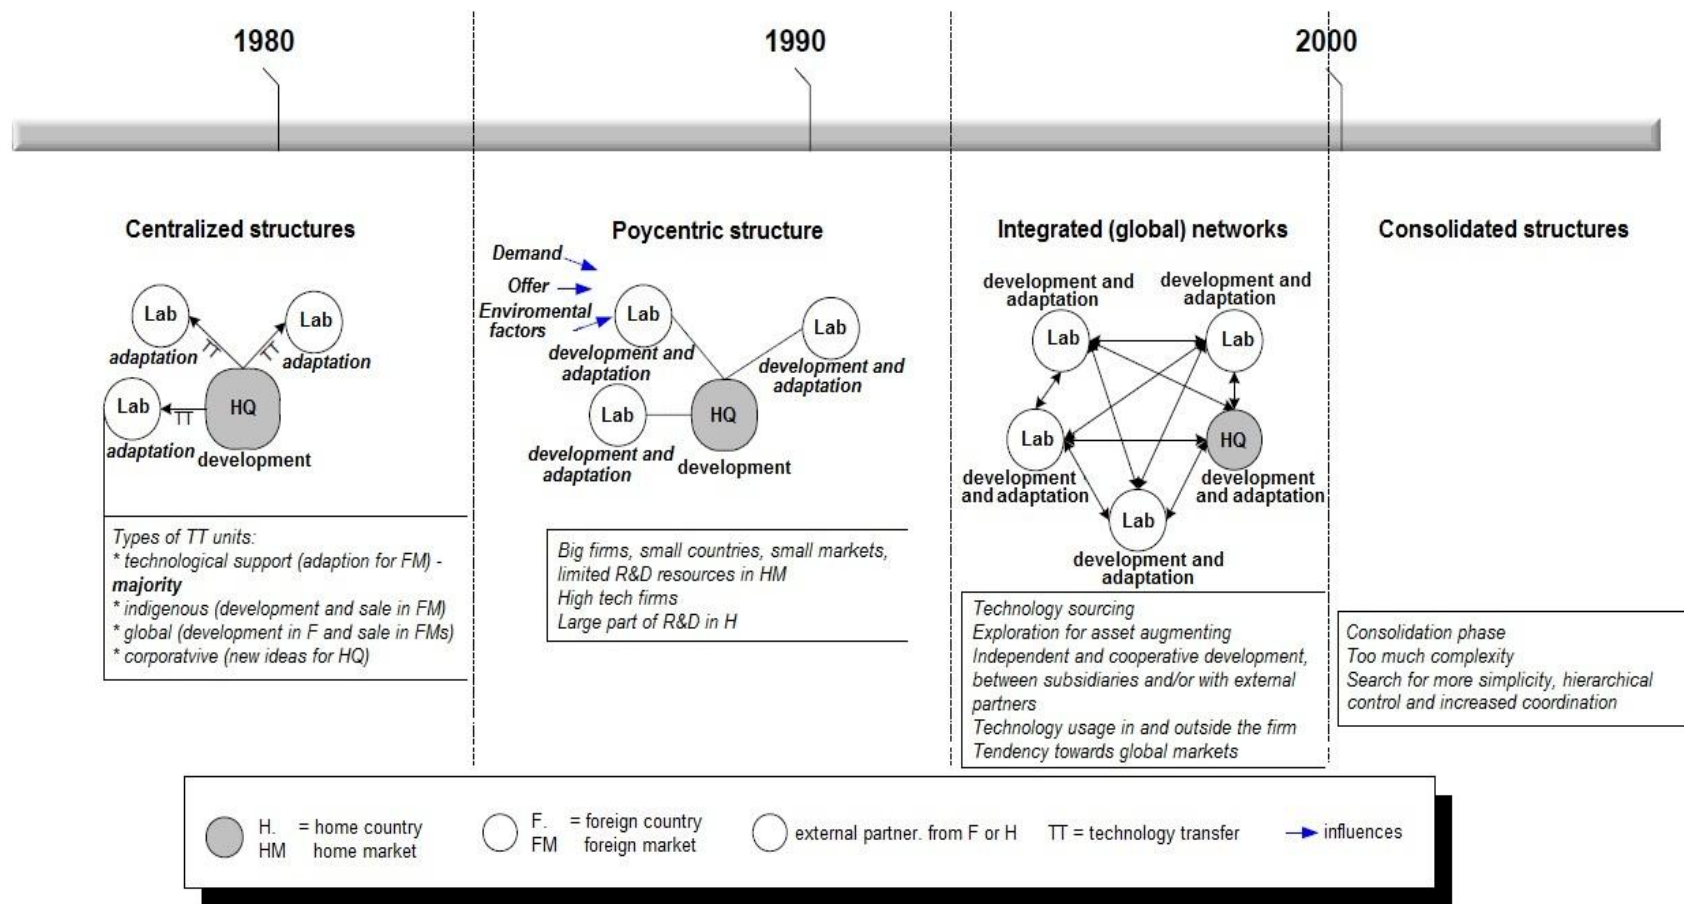 1980
1990
2000
Centralized structures
Lab
adaptation
TT
Lab
adaptation
TT
Lab
adaptation
TT
HQ
development
Types of TT units:
* technological support (adaption for FM) -
majority
* indigenous (development and sale in FM)
* global (development in F and sale in FMs)
* corporatvive (new ideas for HQ)
Poycentric structure
Demand
Offer
Enviromental
factors
Lab
development and
adaptation
Lab
development and
adaptation
Lab
development and
adaptation
HQ
development
Big firms, small countries, small markets,
limited R&D resources in HM
High tech firms
Large part of R&D in H
Integrated (global) networks
development and
adaptation
Lab
development and
adaptation
Lab
Lab
development
and adaptation
HQ
development
and adaptation
Lab
development and
adaptation
Technology sourcing
Exploration for asset augmenting
Independent and cooperative development,
between subsidiaries and/or with external
partners
Technology usage in and outside the firm
Tendency towards global markets
Consolidated structures
Consolidation phase
Too much complexity
Search for more simplicity, hierarchical
control and increased coordination
H. = home country
HM home market
F. = foreign country
FM foreign market
external partner. from F or H
TT = technology transfer
influences